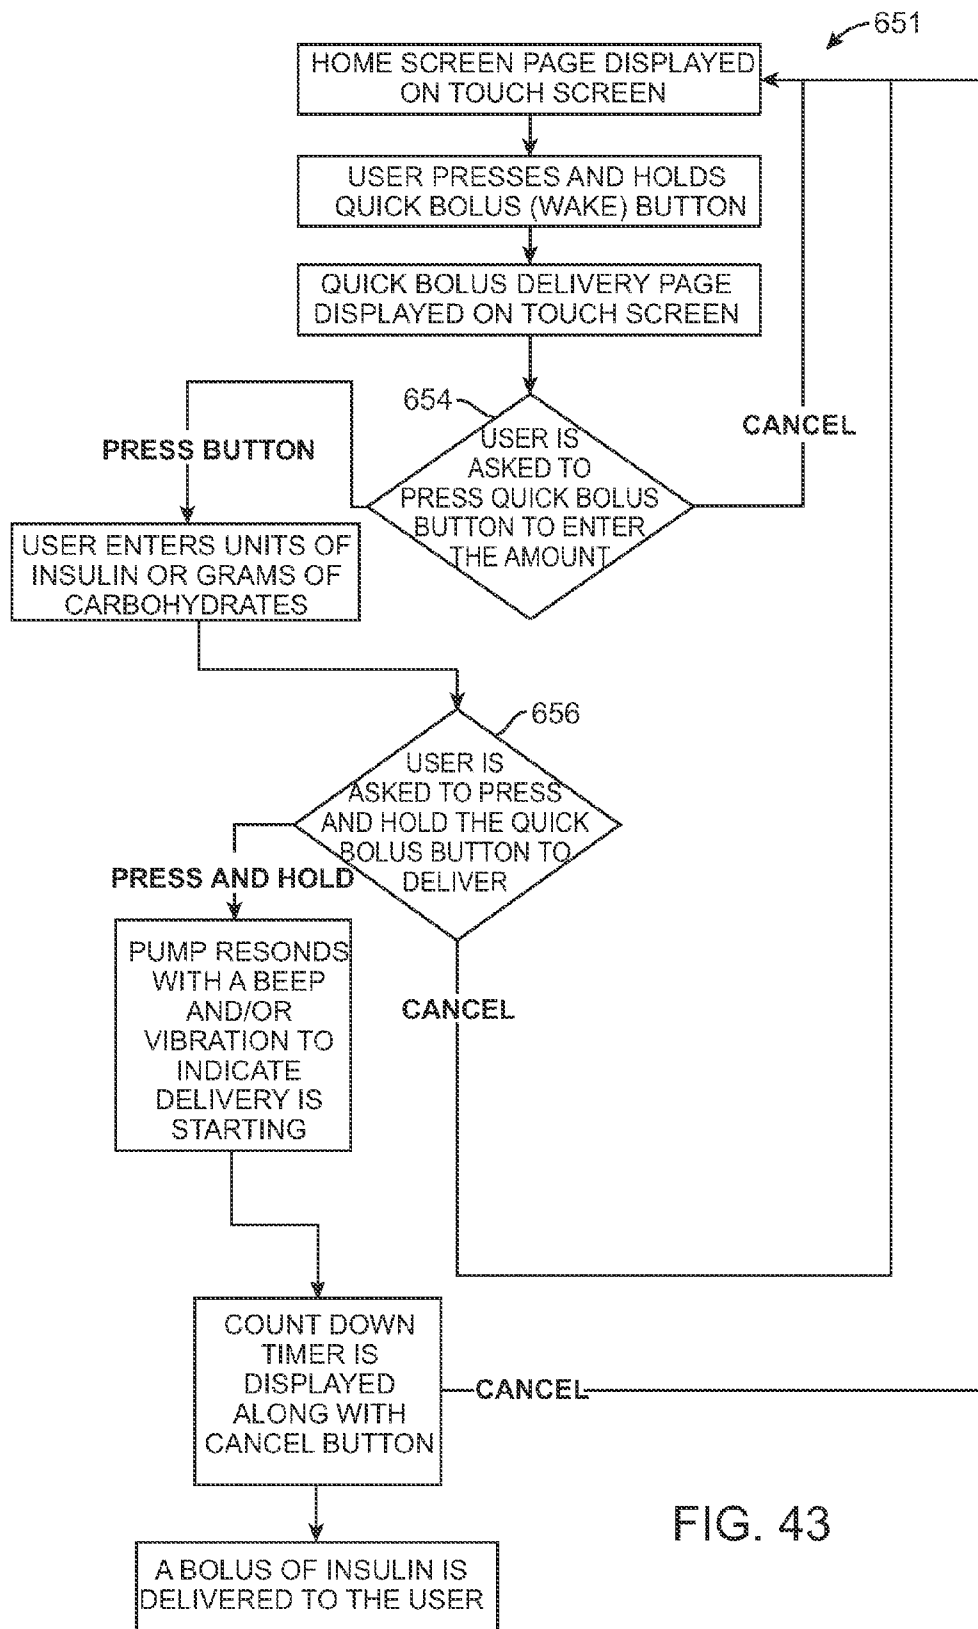 651
HOME SCREEN PAGE DISPLAYED
ON TOUCH SCREEN
USER PRESSES AND HOLDS
QUICK BOLUS (WAKE) BUTTON
QUICK BOLUS DELIVERY PAGE
DISPLAYED ON TOUCH SCREEN
654
USER IS
ASKED TO
PRESS QUICK BOLUS
BUTTON TO ENTER
THE AMOUNT
CANCEL
PRESS BUTTON
USER ENTERS UNITS OF
INSULIN OR GRAMS OF
CARBOHYDRATES
656
USER IS
ASKED TO PRESS
AND HOLD THE QUICK
BOLUS BUTTON TO
DELIVER
PRESS AND HOLD
PUMP RESONDS
WITH A BEEP
AND/OR
VIBRATION TO
INDICATE
DELIVERY IS
STARTING
CANCEL
COUNT DOWN
TIMER IS
DISPLAYED
ALONG WITH
CANCEL BUTTON
CANCEL
A BOLUS OF INSULIN IS
DELIVERED TO THE USER
FIG. 43